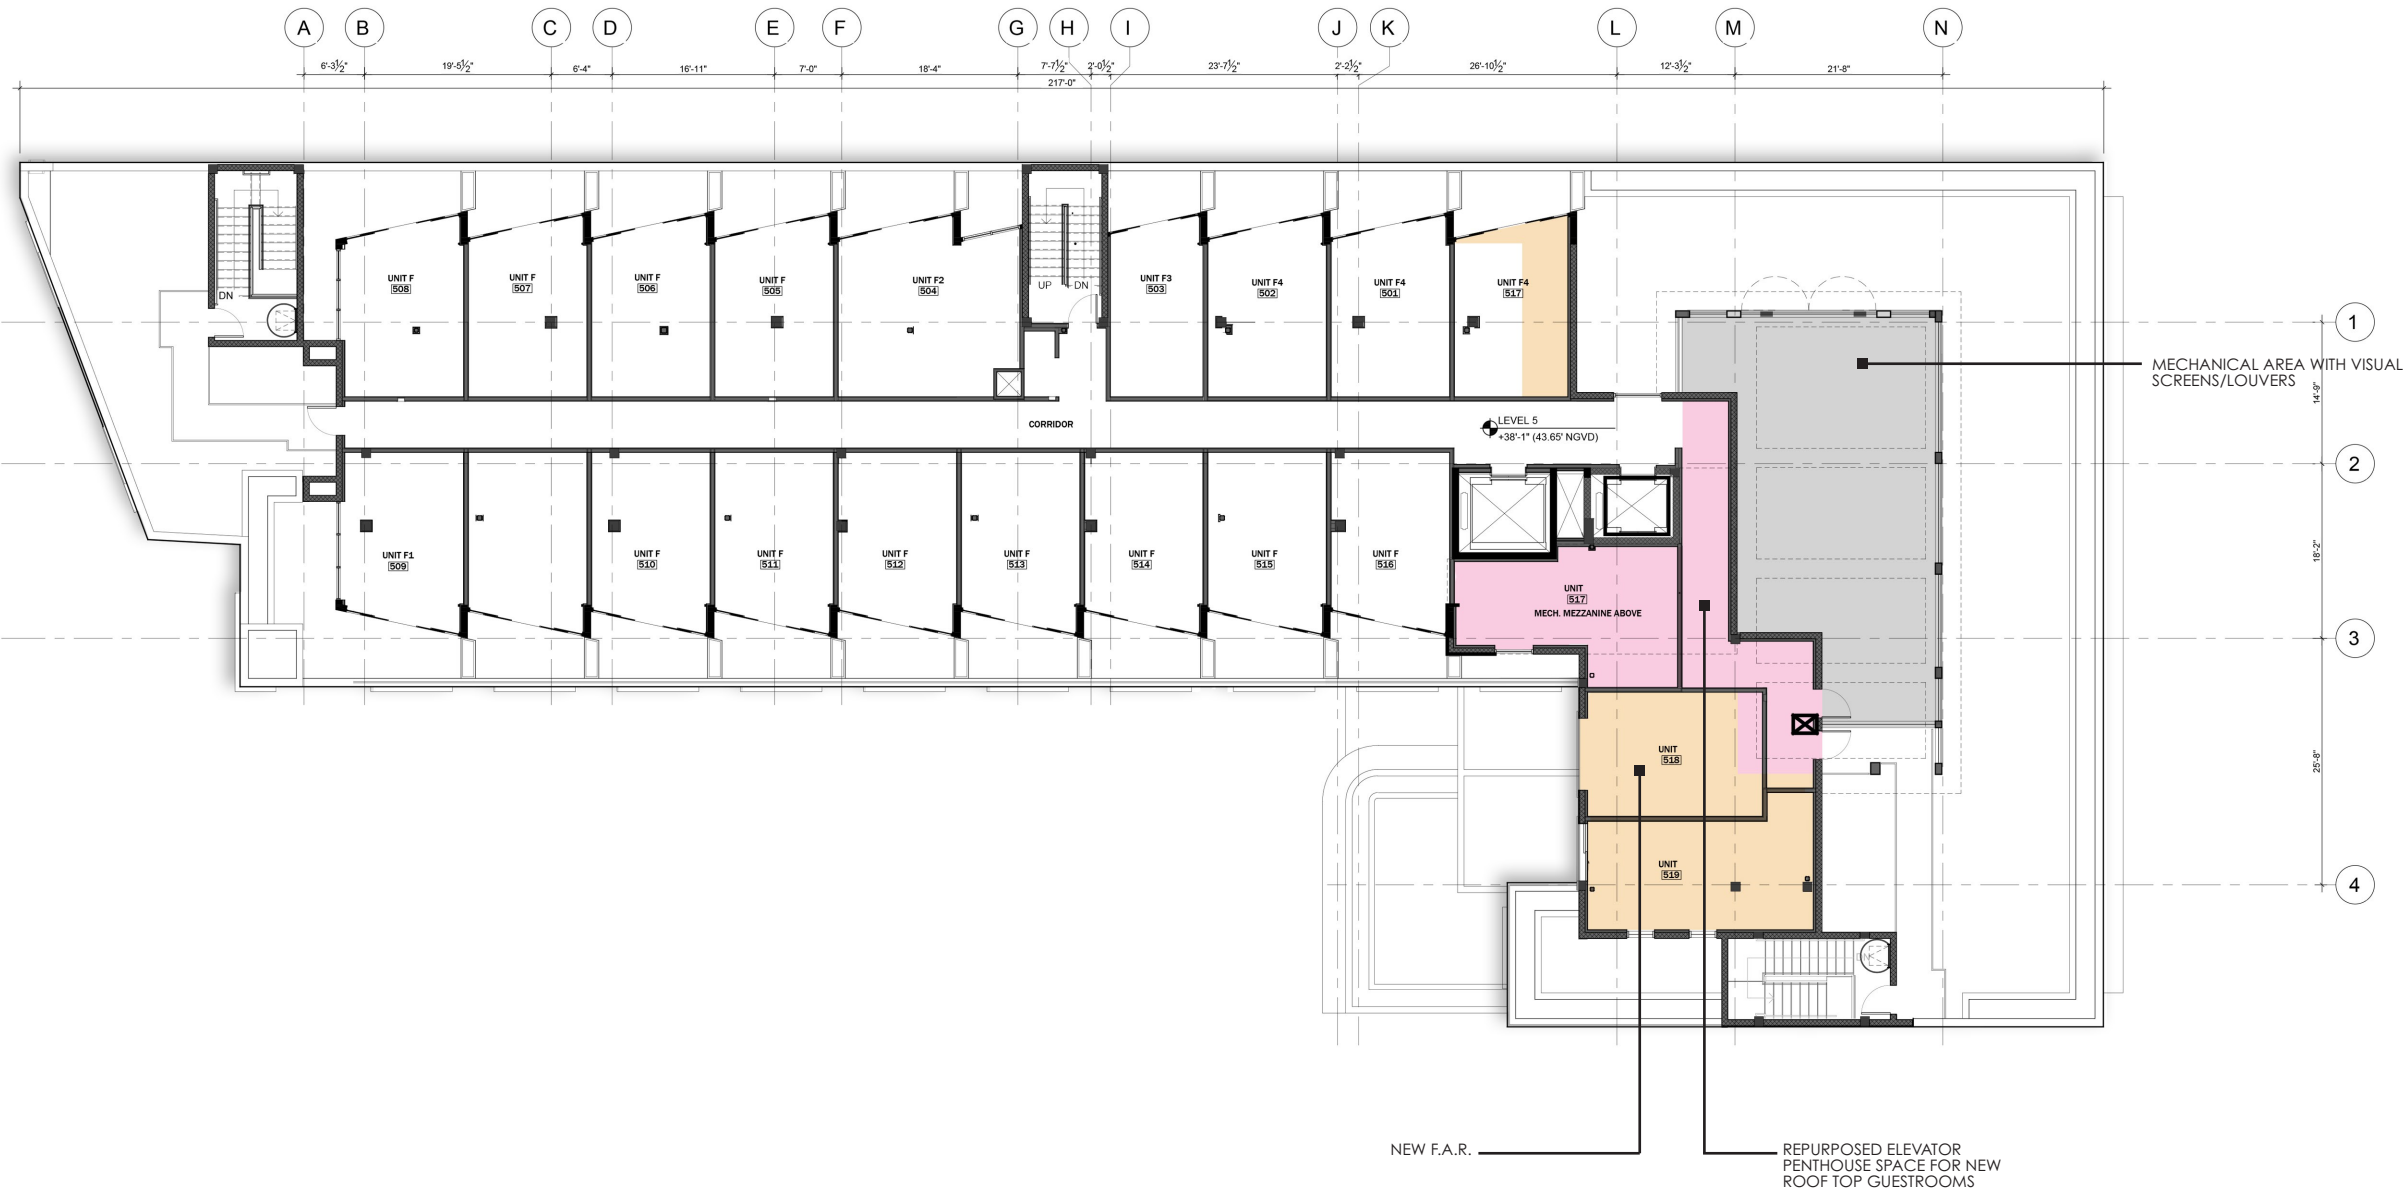 A B C D E F G H I J K L M N
6'-3½" 19'-5½" 6'-4" 16'-11" 7'-0" 18'-4" 7'-7½" 2'-0½" 23'-7½" 2'-2½" 26'-10½" 12'-3½" 21'-8"
217'-0"
UNIT F
508
UNIT F
507
UNIT F
506
UNIT F
505
UNIT F2
504
UNIT F3
503
UNIT F4
502
UNIT F4
501
UNIT F4
517
DN
UP
DN
1
MECHANICAL AREA WITH VISUAL
SCREENS/LOUVERS
14'-9"
CORRIDOR
LEVEL 5
+38'-1" (43.65' NGVD)
2
UNIT F1
509
UNIT F
510
UNIT F
511
UNIT F
512
UNIT F
513
UNIT F
514
UNIT F
515
UNIT F
516
18'-2"
UNIT
517
MECH. MEZZANINE ABOVE
3
UNIT
518
25'-8"
UNIT
519
4
DN
NEW F.A.R.
REPURPOSED ELEVATOR
PENTHOUSE SPACE FOR NEW
ROOF TOP GUESTROOMS